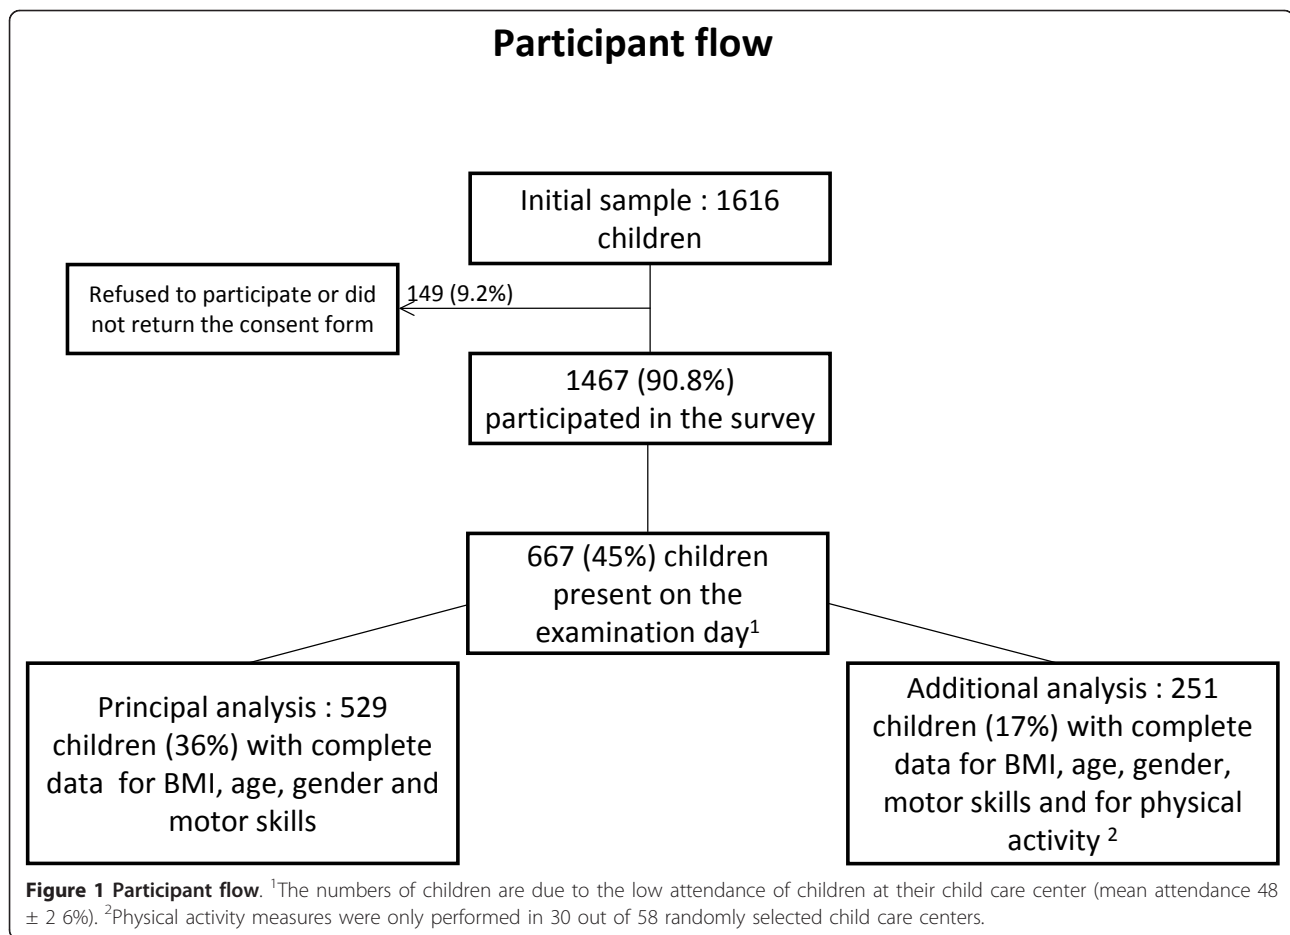 Participant flow
Initial sample : 1616
children
149 (9.2%)
Refused to participate or did
not return the consent form
1467 (90.8%)
participated in the survey
667 (45%) children
present on the
examination day1
Principal analysis : 529
children (36%) with complete
data for BMI, age, gender and
motor skills
Additional analysis : 251
children (17%) with complete
data for BMI, age, gender,
motor skills and for physical
activity 2
Figure 1 Participant flow. 1The numbers of children are due to the low attendance of children at their child care center (mean attendance 48
± 2 6%). 2Physical activity measures were only performed in 30 out of 58 randomly selected child care centers.